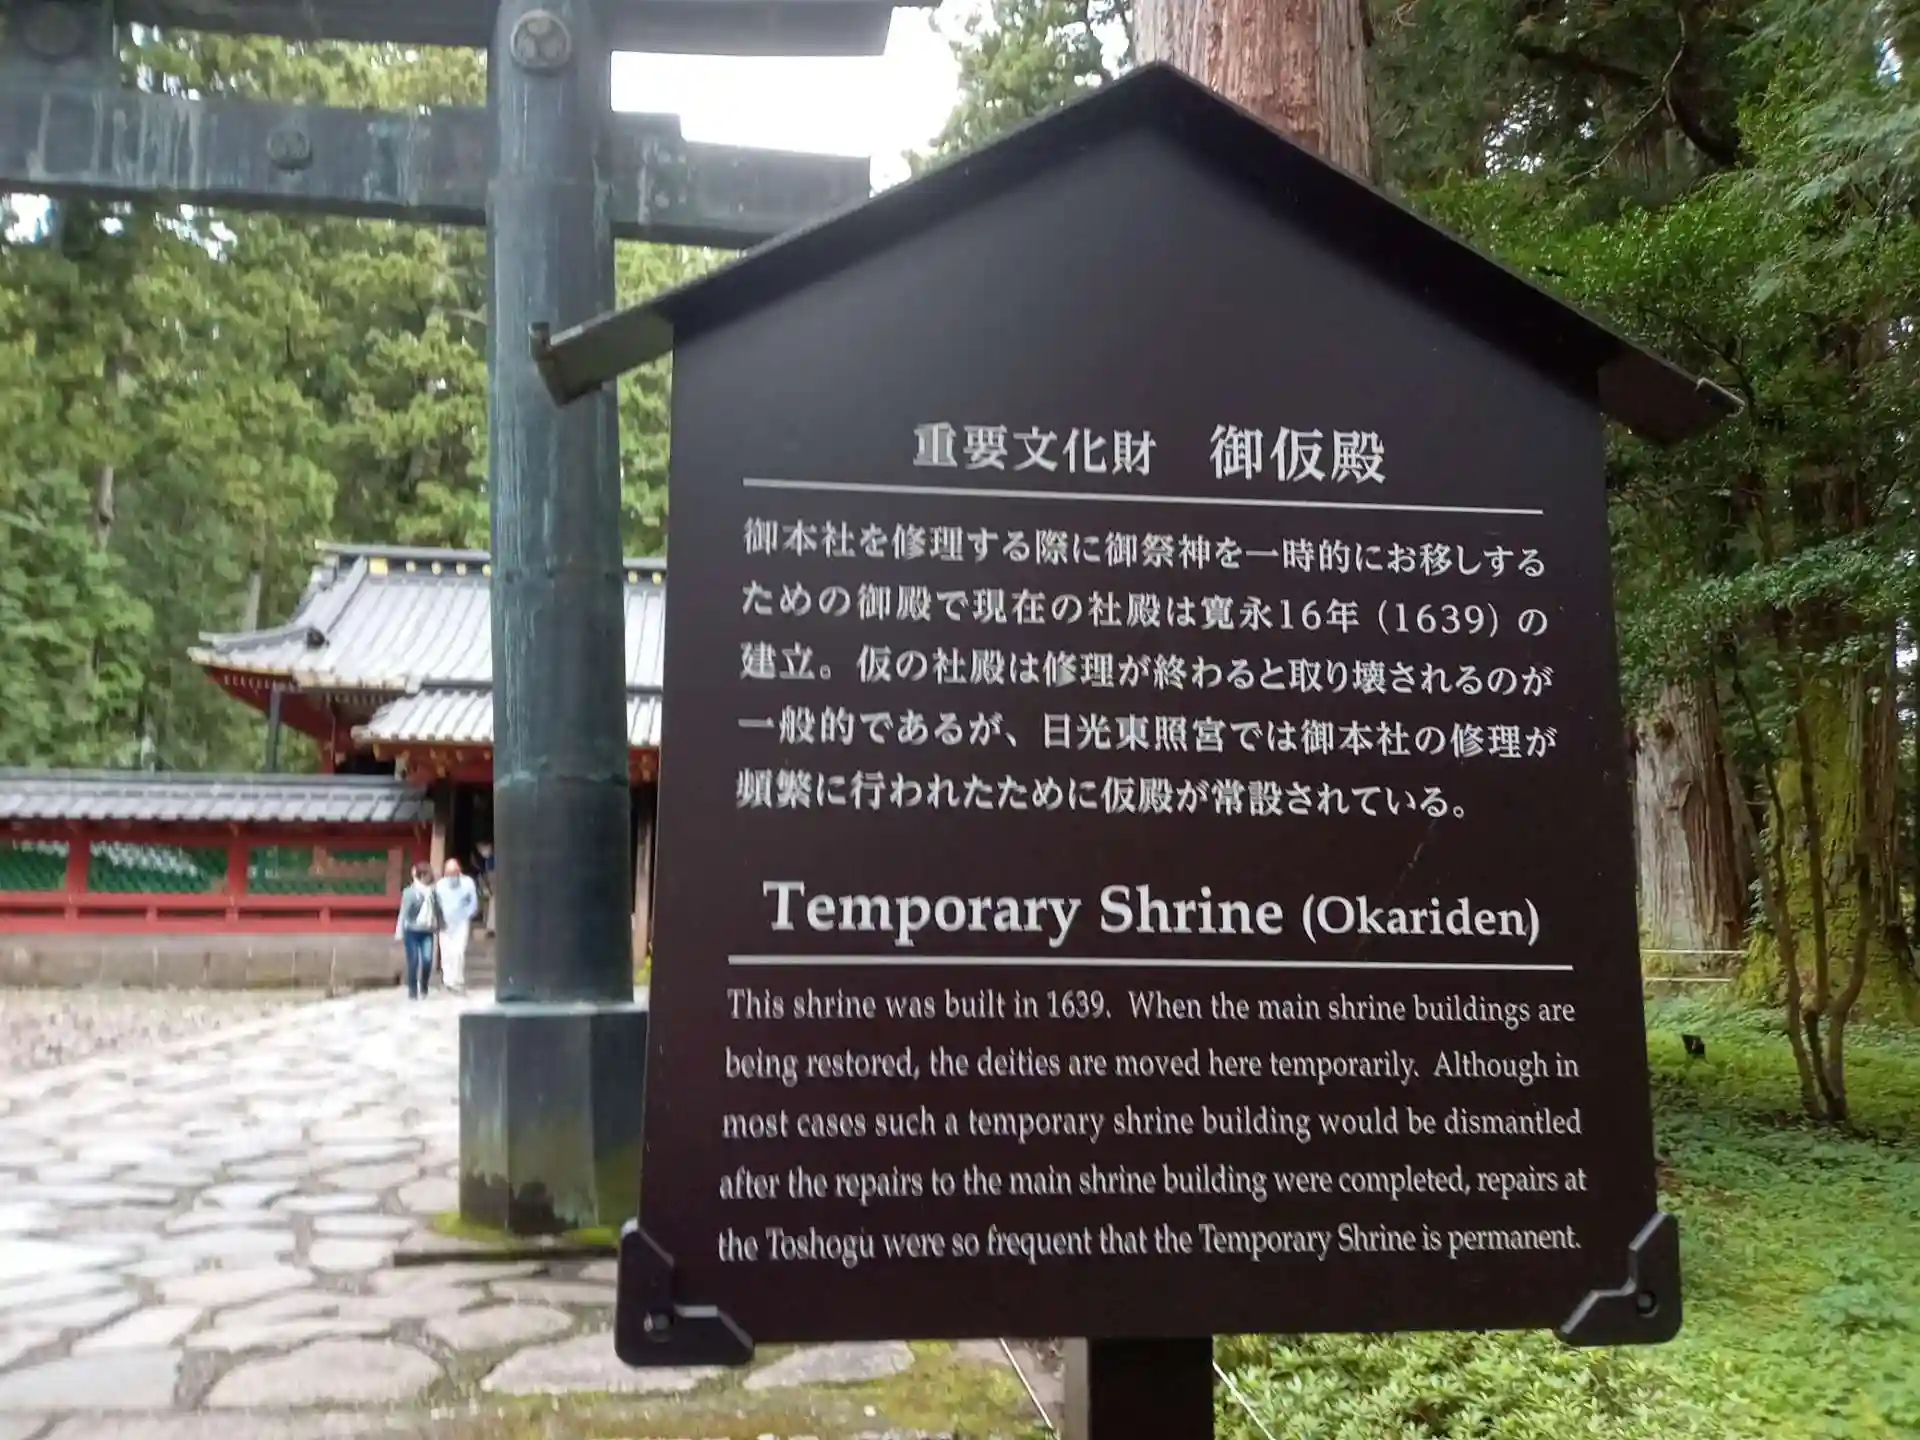 重要文化財　御仮殿
御本社を修理する際に御祭神を一時的にお移しする
ための御殿で現在の社殿は寛永16年（1639）の
建立。仮の社殿は修理が終わると取り壊されるのが
一般的であるが、日光東照宮では御本社の修理が
頻繁に行われたために仮殿が常設されている。
Temporary Shrine (Okariden)
This shrine was built in 1639. When the main shrine buildings are
being restored, the deities are moved here temporarily. Although in
most cases such a temporary shrine building would be dismantled
after the repairs to the main shrine building were completed, repairs at
the Toshogu were so frequent that the Temporary Shrine is permanent.